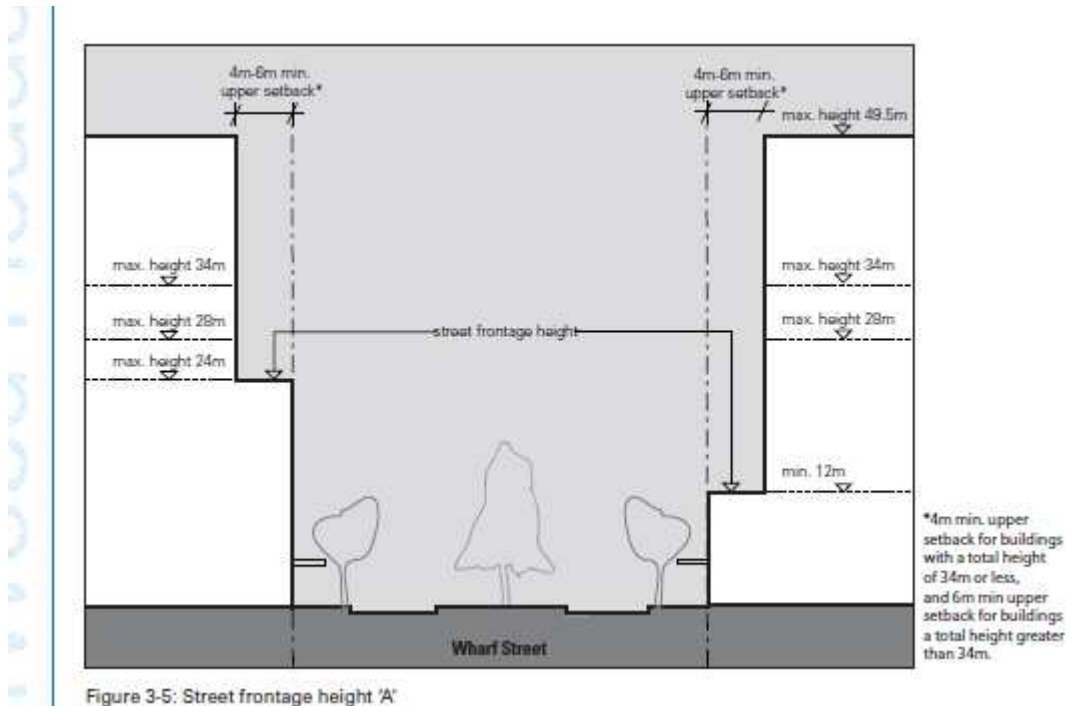 4m-6m min.
upper setback*
4m-6m min.
upper setback*
max. height 49.5m
max. height 34m
max. height 34m
max. height 28m
max. height 28m
street frontage height
max. height 24m
min. 12m
*4m min. upper
setback for buildings
with a total height
of 34m or less,
and 6m min upper
setback for buildings
a total height greater
than 34m.
Wharf Street
Figure 3-5: Street frontage height 'A'